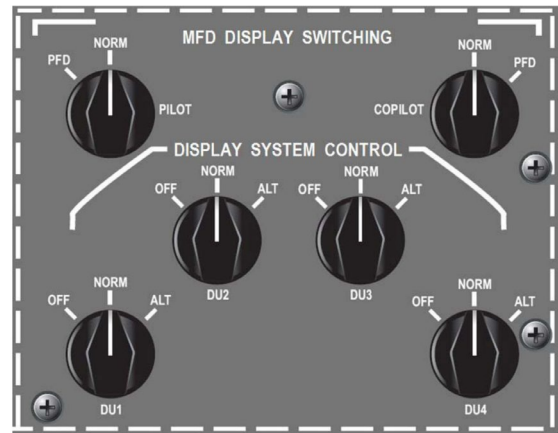 MFD DISPLAY SWITCHING
NORM
NORM
PFD
PFD
PILOT
COPILOT
DISPLAY SYSTEM CONTROL
NORM
NORM
OFF
ALT
OFF
ALT
DU2
DU3
NORM
NORM
OFF
ALT
OFF
ALT
DU1
DU4